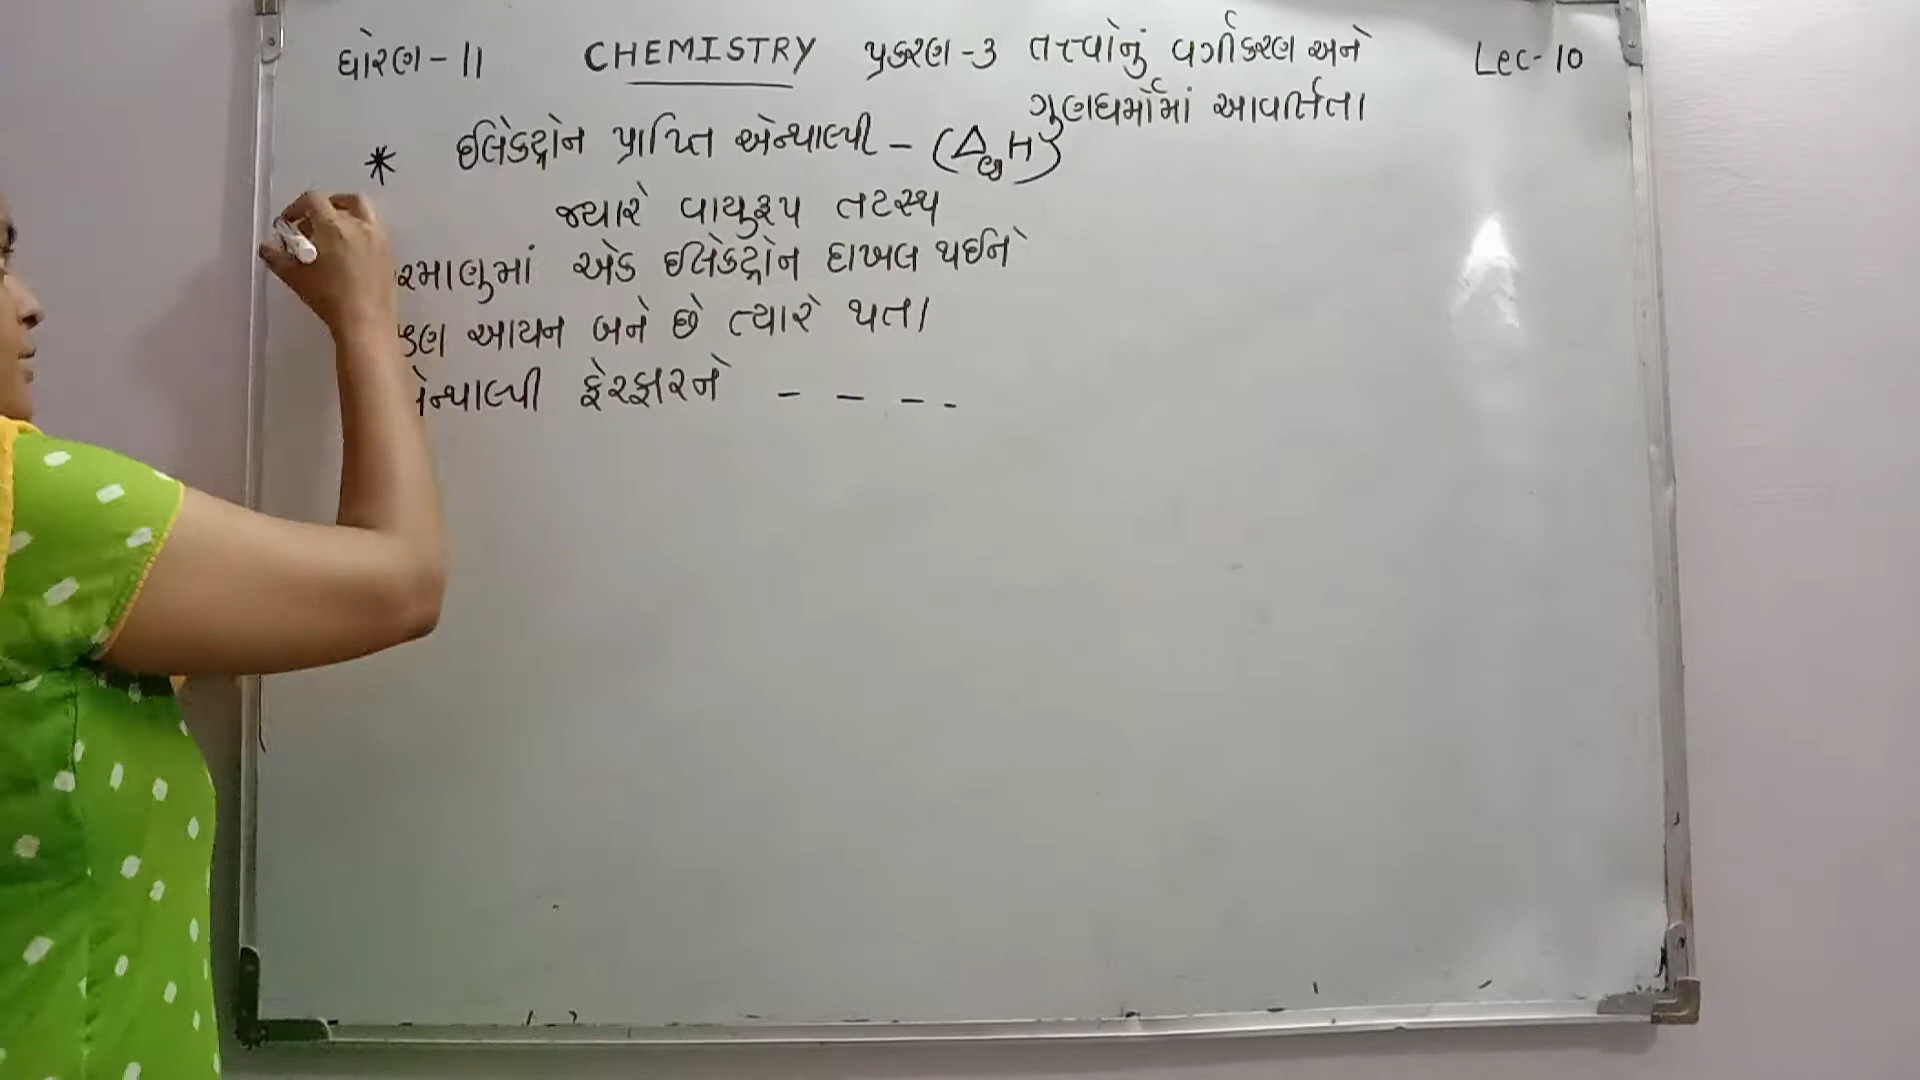 ધોરણ - 11 CHEMISTRY પ્રકરણ - 3 તત્ત્વોનું વર્ગીકરણ અને Lec - 10
ગુણધર્મોમાં આવર્તિતા
* ઈલેક્ટ્રોન પ્રાપ્તિ એન્થાલ્પી - (ΔegH)
જ્યારે વાયુરૂપ તટસ્થ
રમાણુમાં એક ઈલેક્ટ્રોન દાખલ થઈને
આયન બને છે ત્યારે થતા
ન્થાલ્પી ફેરફારને - - - -